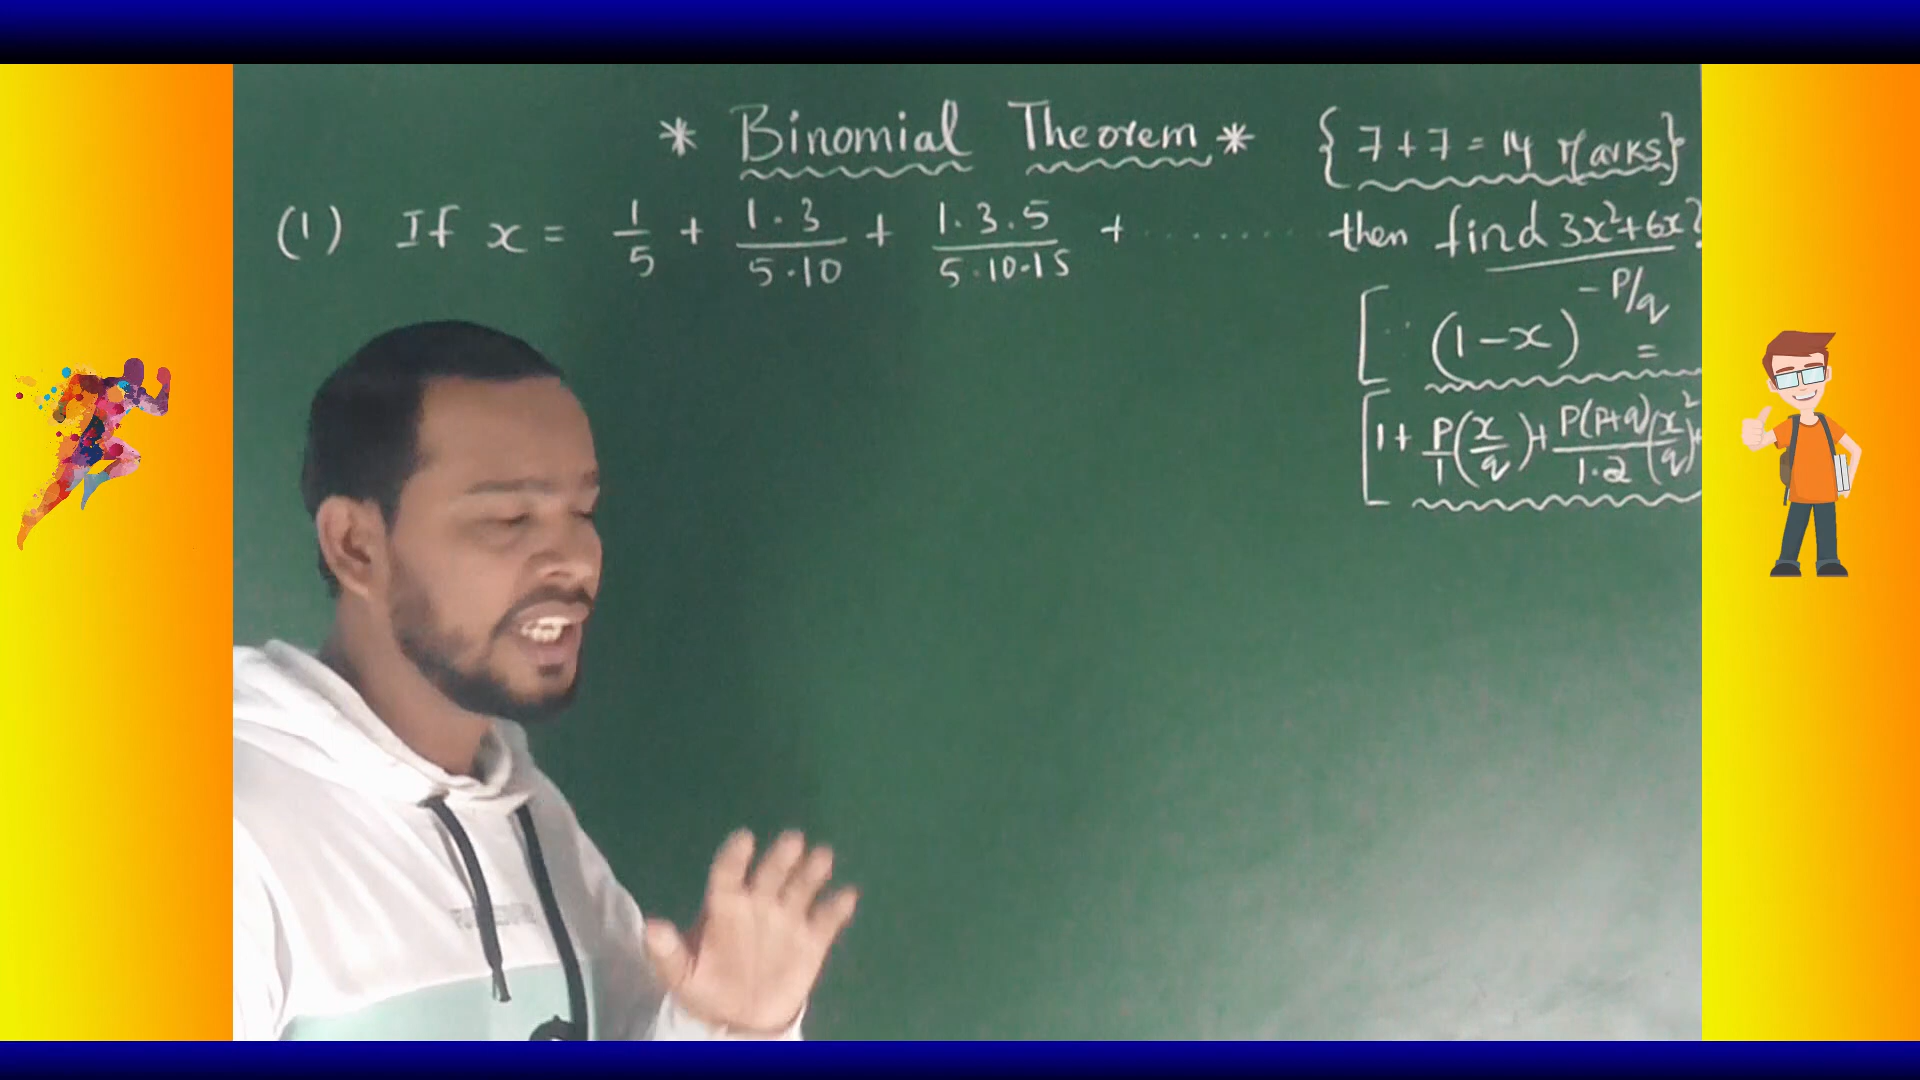 * Binomial Theorem * {7+7=14 Marks}
(1) If x = 1/5 + 1·3/5·10 + 1·3·5/5·10·15 + ........ then find 3x²+6x?
[∵ (1-x)^-P/q =
[1+ P/1(x/q)+ P(P+q)/1·2 (x/q)²+